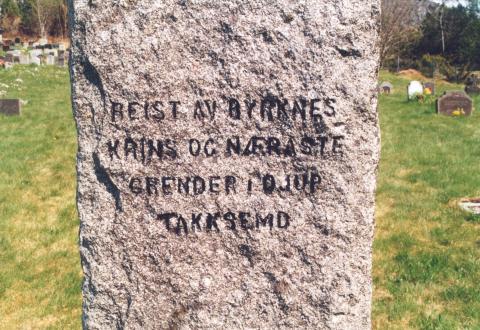 REIST AV BYRKNES
KRINS OG NÆRASTE
GRENDER I DJUP
TAKKSEMD